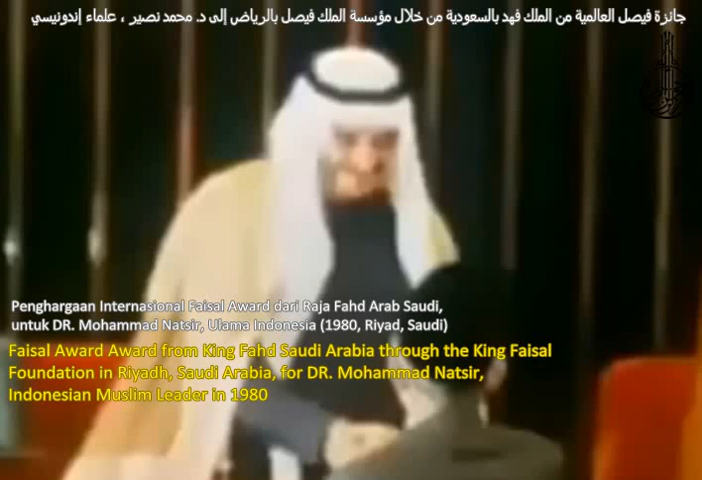 جائزة فيصل العالمية من الملك فهد بالسعودية من خلال مؤسسة الملك فيصل بالرياض إلى د. محمد نصير ، علماء إندونيسي
Penghargaan Internasional Faisal Award dari Raja Fahd Arab Saudi,
untuk DR. Mohammad Natsir, Ulama Indonesia (1980, Riyad, Saudi)
Faisal Award Award from King Fahd Saudi Arabia through the King Faisal
Foundation in Riyadh, Saudi Arabia, for DR. Mohammad Natsir,
Indonesian Muslim Leader in 1980